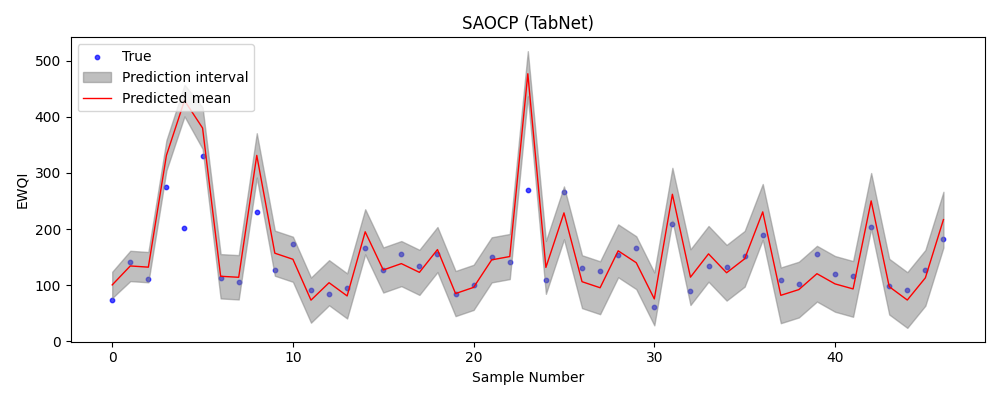 SAOCP (TabNet)
True
Prediction interval
Predicted mean
EWQI
500
400
300
200
100
0
0 10 20 30 40
Sample Number